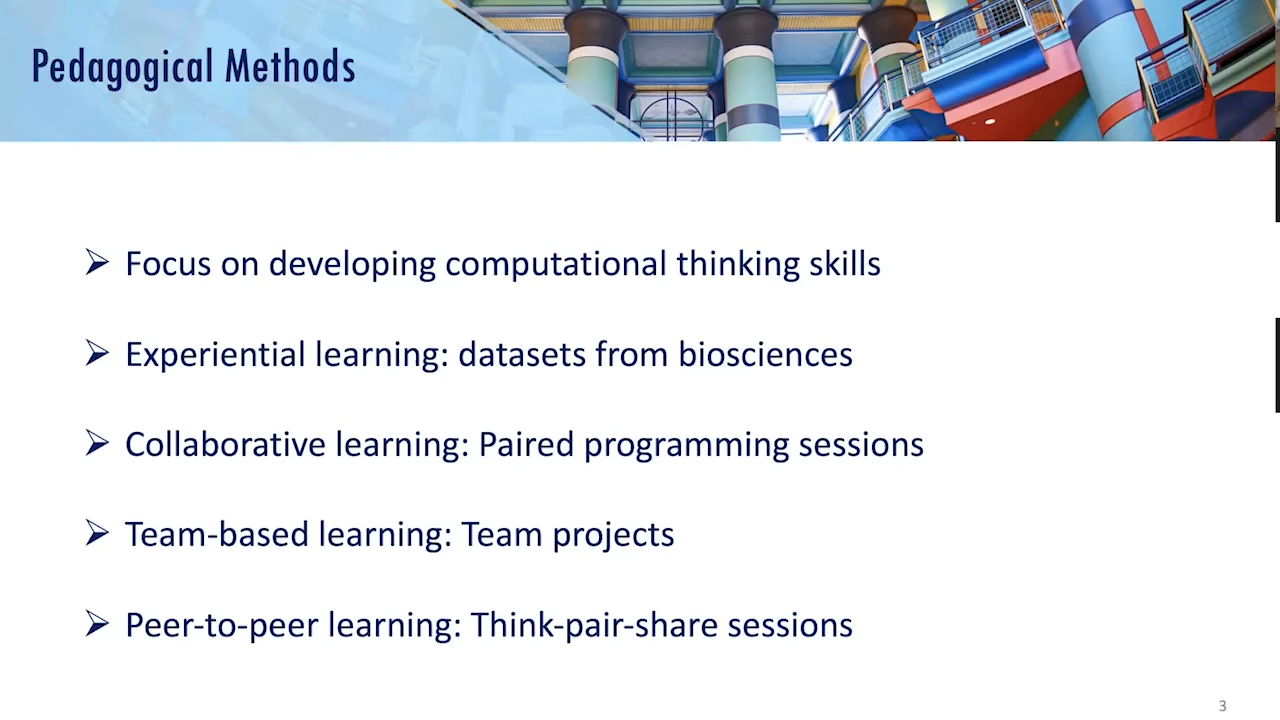 Pedagogical Methods
➢ Focus on developing computational thinking skills
➢ Experiential learning: datasets from biosciences
➢ Collaborative learning: Paired programming sessions
➢ Team-based learning: Team projects
➢ Peer-to-peer learning: Think-pair-share sessions
3